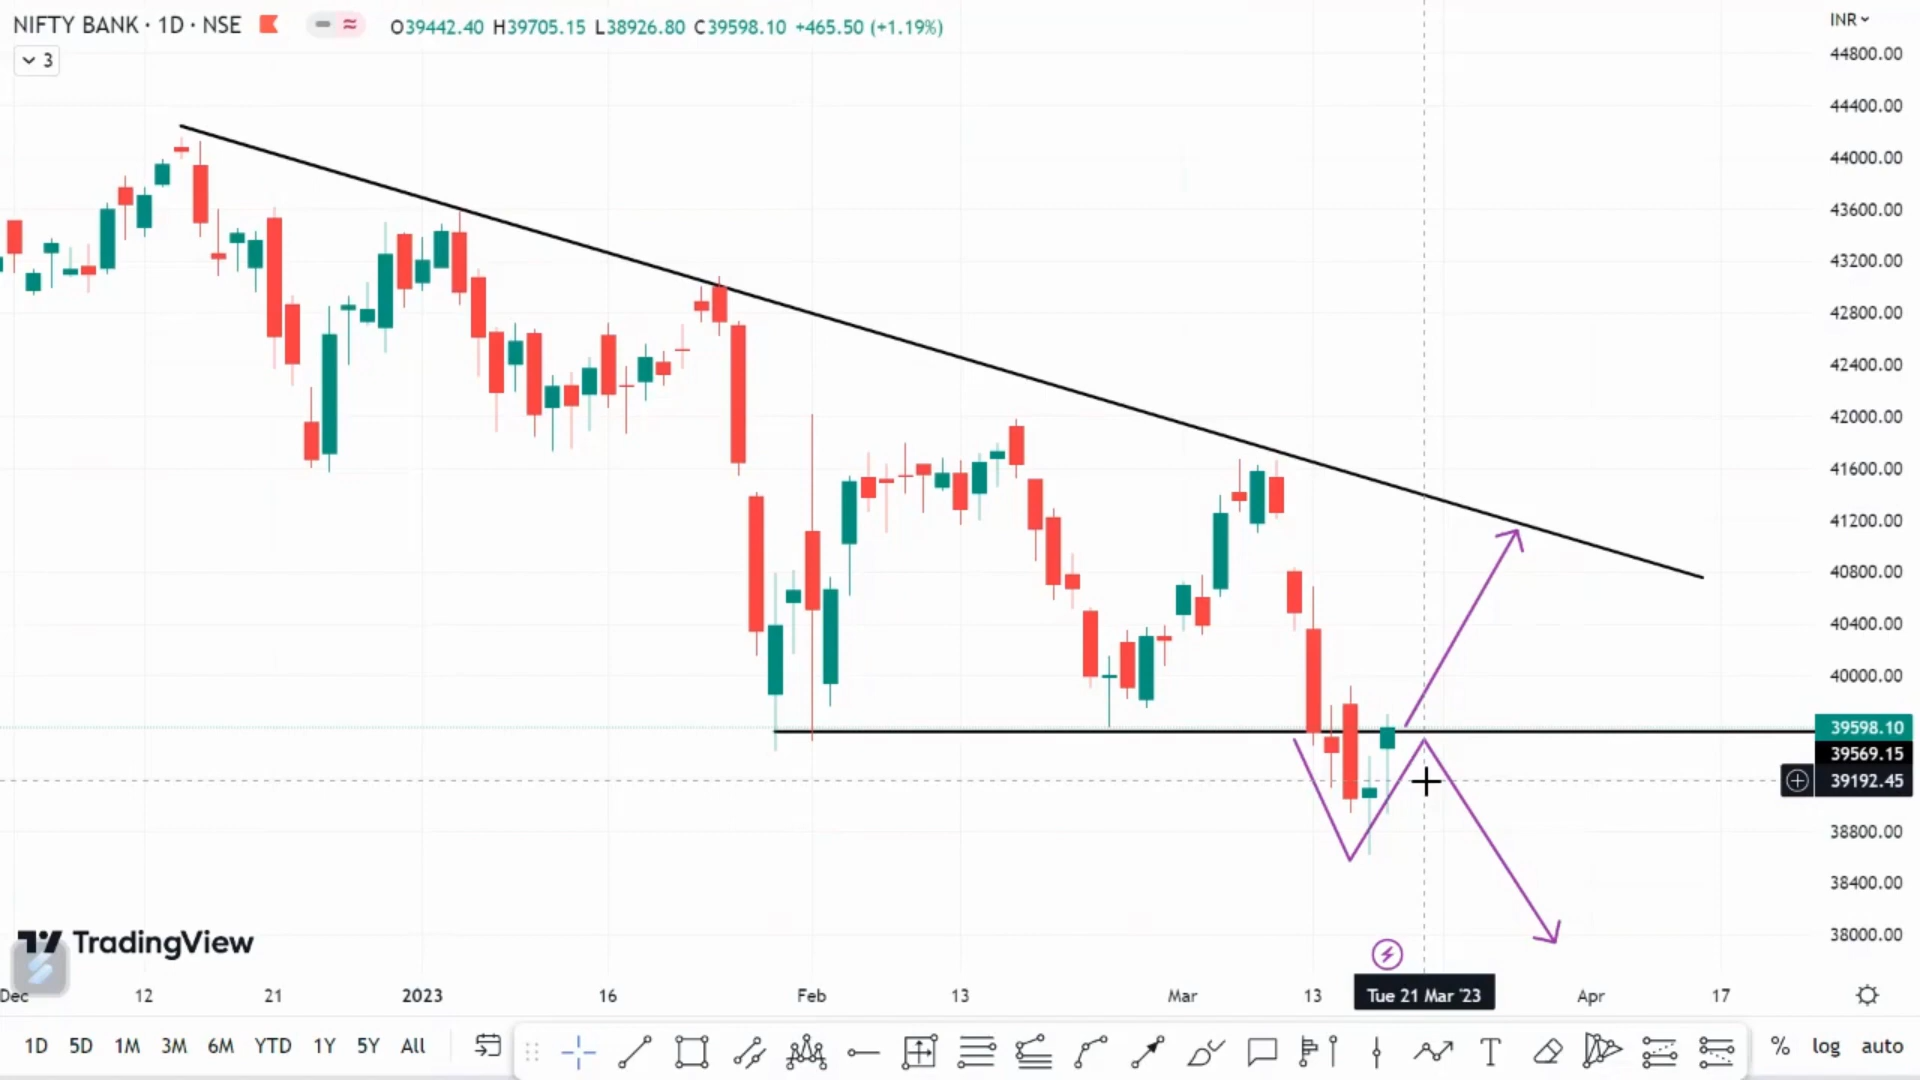 NIFTY BANK · 1D · NSE
O39442.40 H39705.15 L38926.80 C39598.10 +465.50 (+1.19%)
INR
3
44800.00
44400.00
44000.00
43600.00
43200.00
42800.00
42400.00
42000.00
41600.00
41200.00
40800.00
40400.00
40000.00
39598.10
39569.15
39192.45
38800.00
38400.00
38000.00
TradingView
Dec 12 21 2023 16 Feb 13 Mar 13 Tue 21 Mar '23 Apr 17
1D 5D 1M 3M 6M YTD 1Y 5Y All
T
% log auto